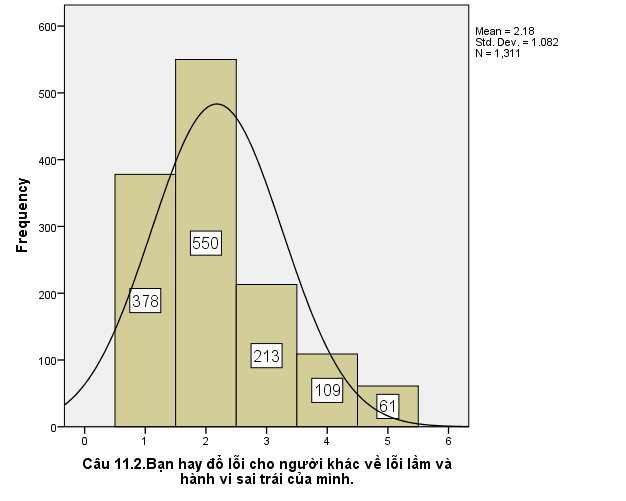 Mean = 2.18
Std. Dev. = 1.082
N = 1,311
600
500
400
300
200
100
0
Frequency
378
550
213
109
61
0 1 2 3 4 5 6
Câu 11.2.Bạn hay đổ lỗi cho người khác về lỗi lầm và
hành vi sai trái của mình.